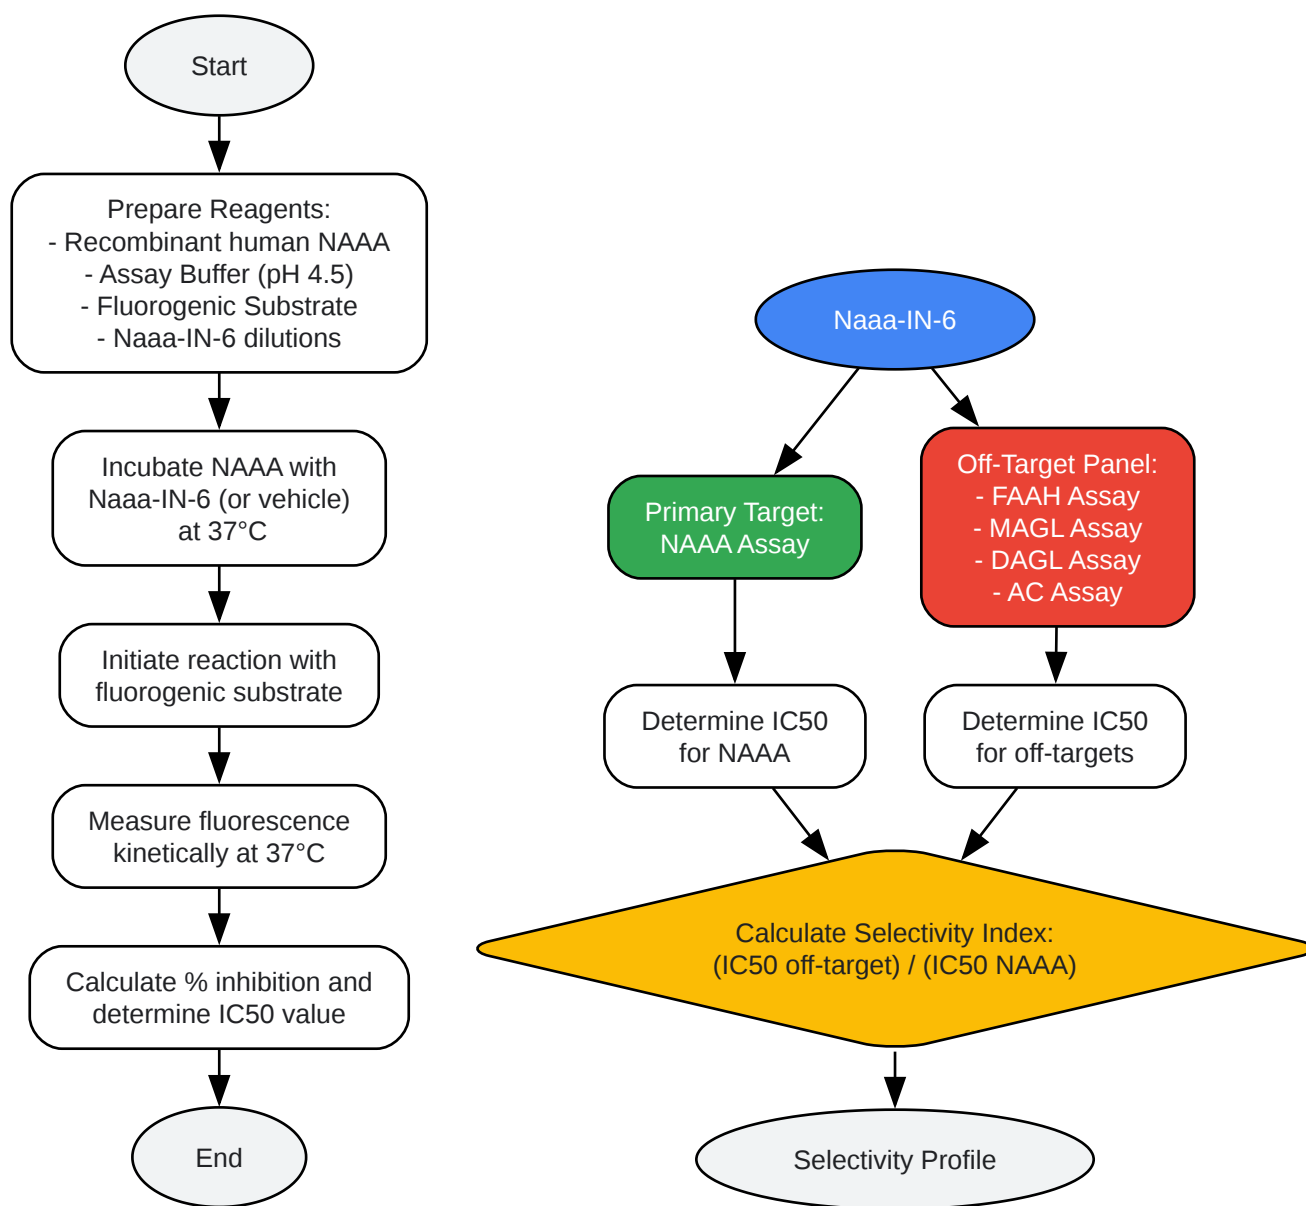 Start
Prepare Reagents:
- Recombinant human NAAA
- Assay Buffer (pH 4.5)
- Fluorogenic Substrate
- Naaa-IN-6 dilutions
Incubate NAAA with
Naaa-IN-6 (or vehicle)
at 37°C
Initiate reaction with
fluorogenic substrate
Measure fluorescence
kinetically at 37°C
Calculate % inhibition and
determine IC50 value
End
Naaa-IN-6
Primary Target:
NAAA Assay
Off-Target Panel:
- FAAH Assay
- MAGL Assay
- DAGL Assay
- AC Assay
Determine IC50
for NAAA
Determine IC50
for off-targets
Calculate Selectivity Index:
(IC50 off-target) / (IC50 NAAA)
Selectivity Profile